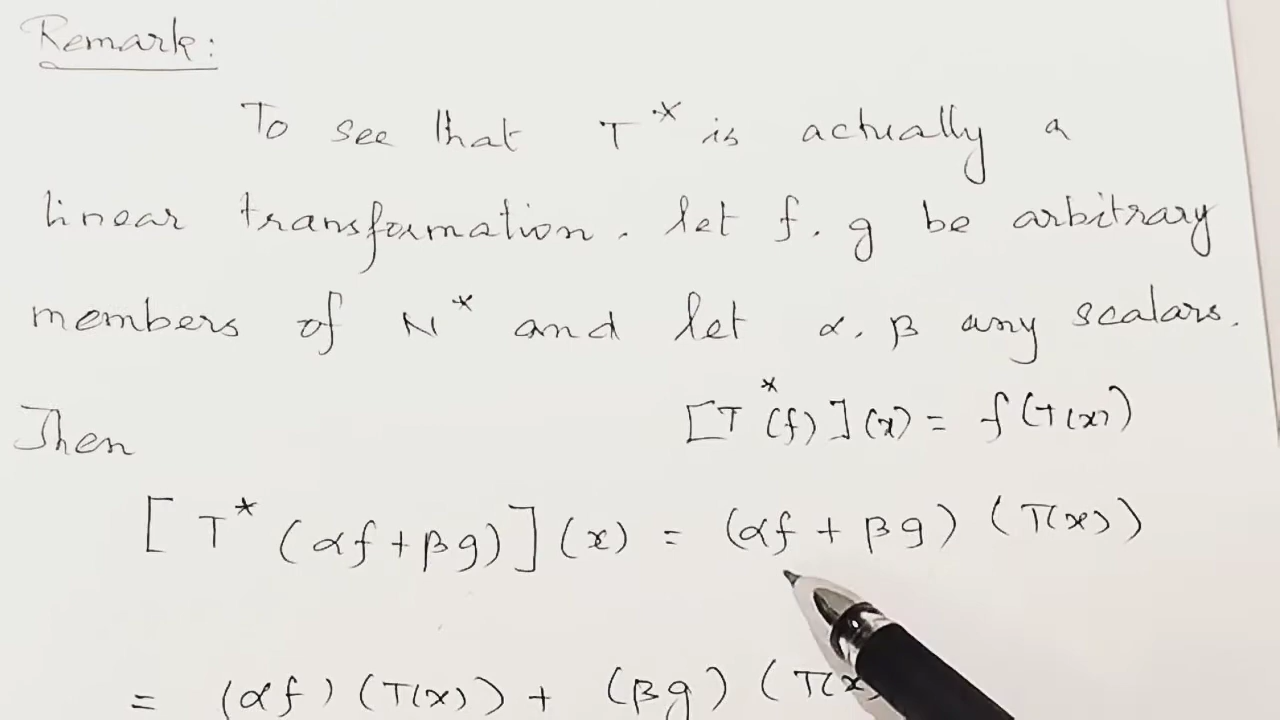 Remark:
To see that T* is actually a
linear transformation. let f, g be arbitrary
members of N* and let α, β any scalars.
[T*(f)](x) = f(T(x))
Then
[T*(αf+βg)](x) = (αf + βg) (T(x))
= (αf) (T(x)) + (βg) (T(x